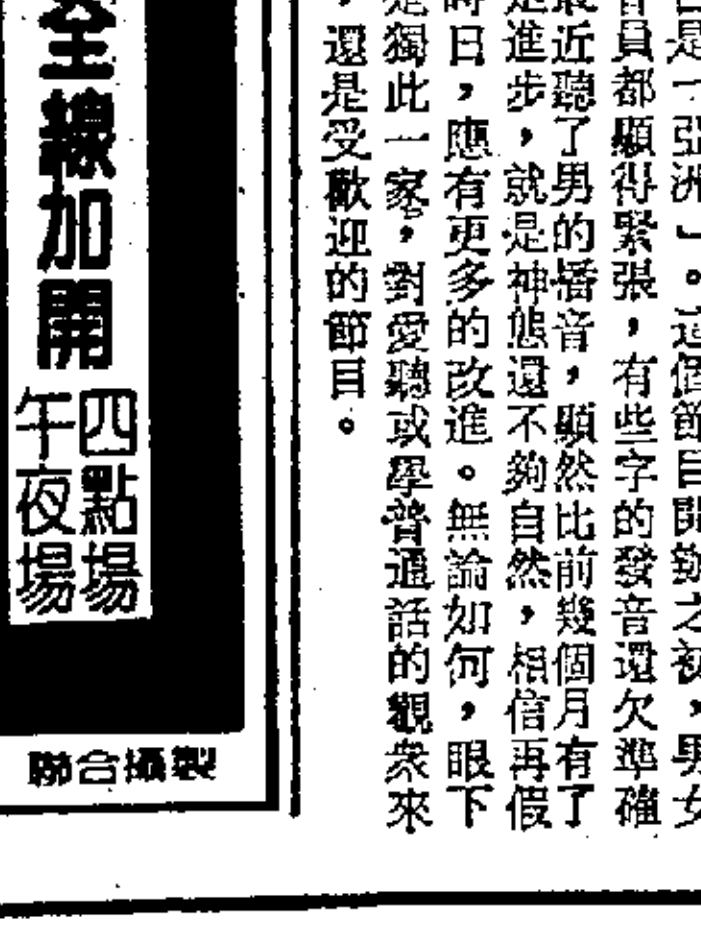 是一亞洲」。這個節目開辦之初，男女
音員都顯得緊張，有些字的發音還欠準確
最近聽了男的播音，顯然比前幾個月有了
是進步，就是神態還不夠自然，相信再假
時日，應有更多的改進。無論如何，眼下
是獨此一家，對愛聽或學普通話的觀衆來
，還是受歡迎的節目。
全線加開
四點場
午夜場
聯合攝製